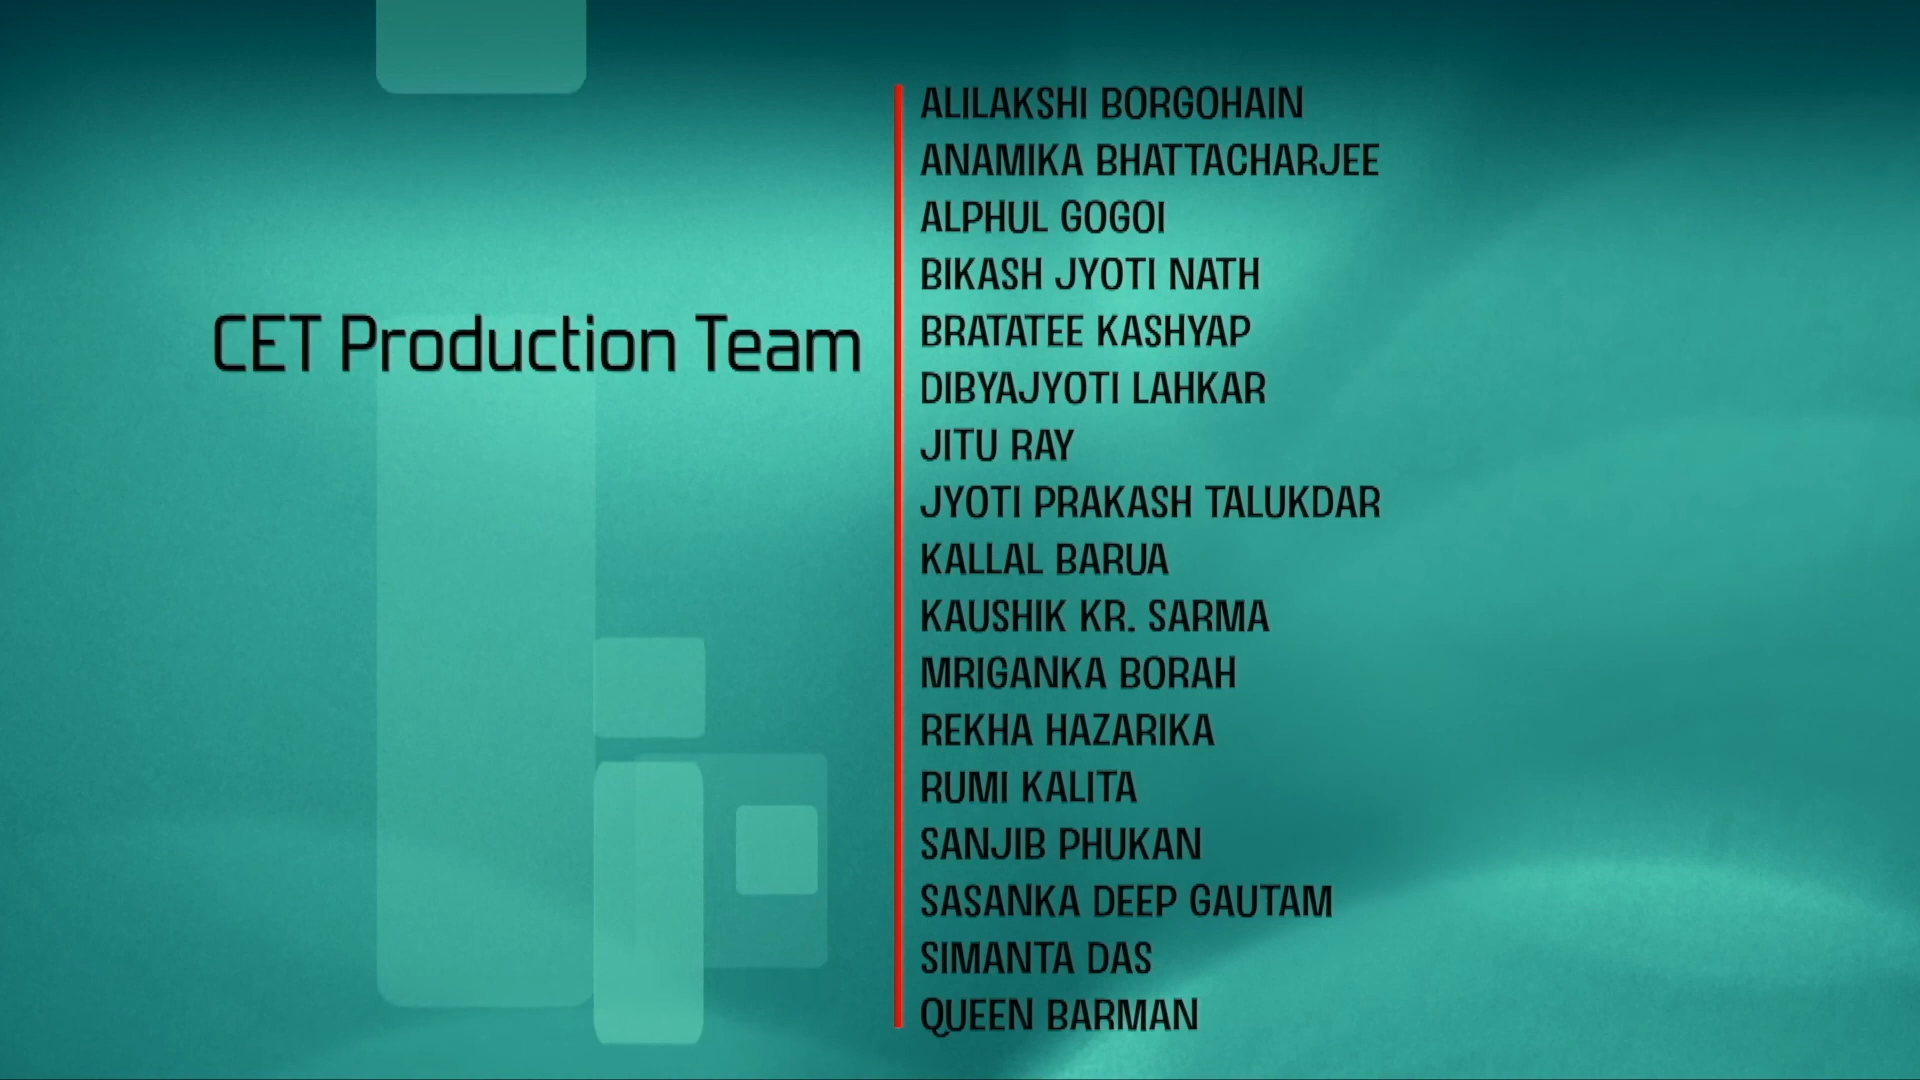 CET Production Team
ALILAKSHI BORGOHAIN
ANAMIKA BHATTACHARJEE
ALPHUL GOGOI
BIKASH JYOTI NATH
BRATATEE KASHYAP
DIBYAJYOTI LAHKAR
JITU RAY
JYOTI PRAKASH TALUKDAR
KALLAL BARUA
KAUSHIK KR. SARMA
MRIGANKA BORAH
REKHA HAZARIKA
RUMI KALITA
SANJIB PHUKAN
SASANKA DEEP GAUTAM
SIMANTA DAS
QUEEN BARMAN